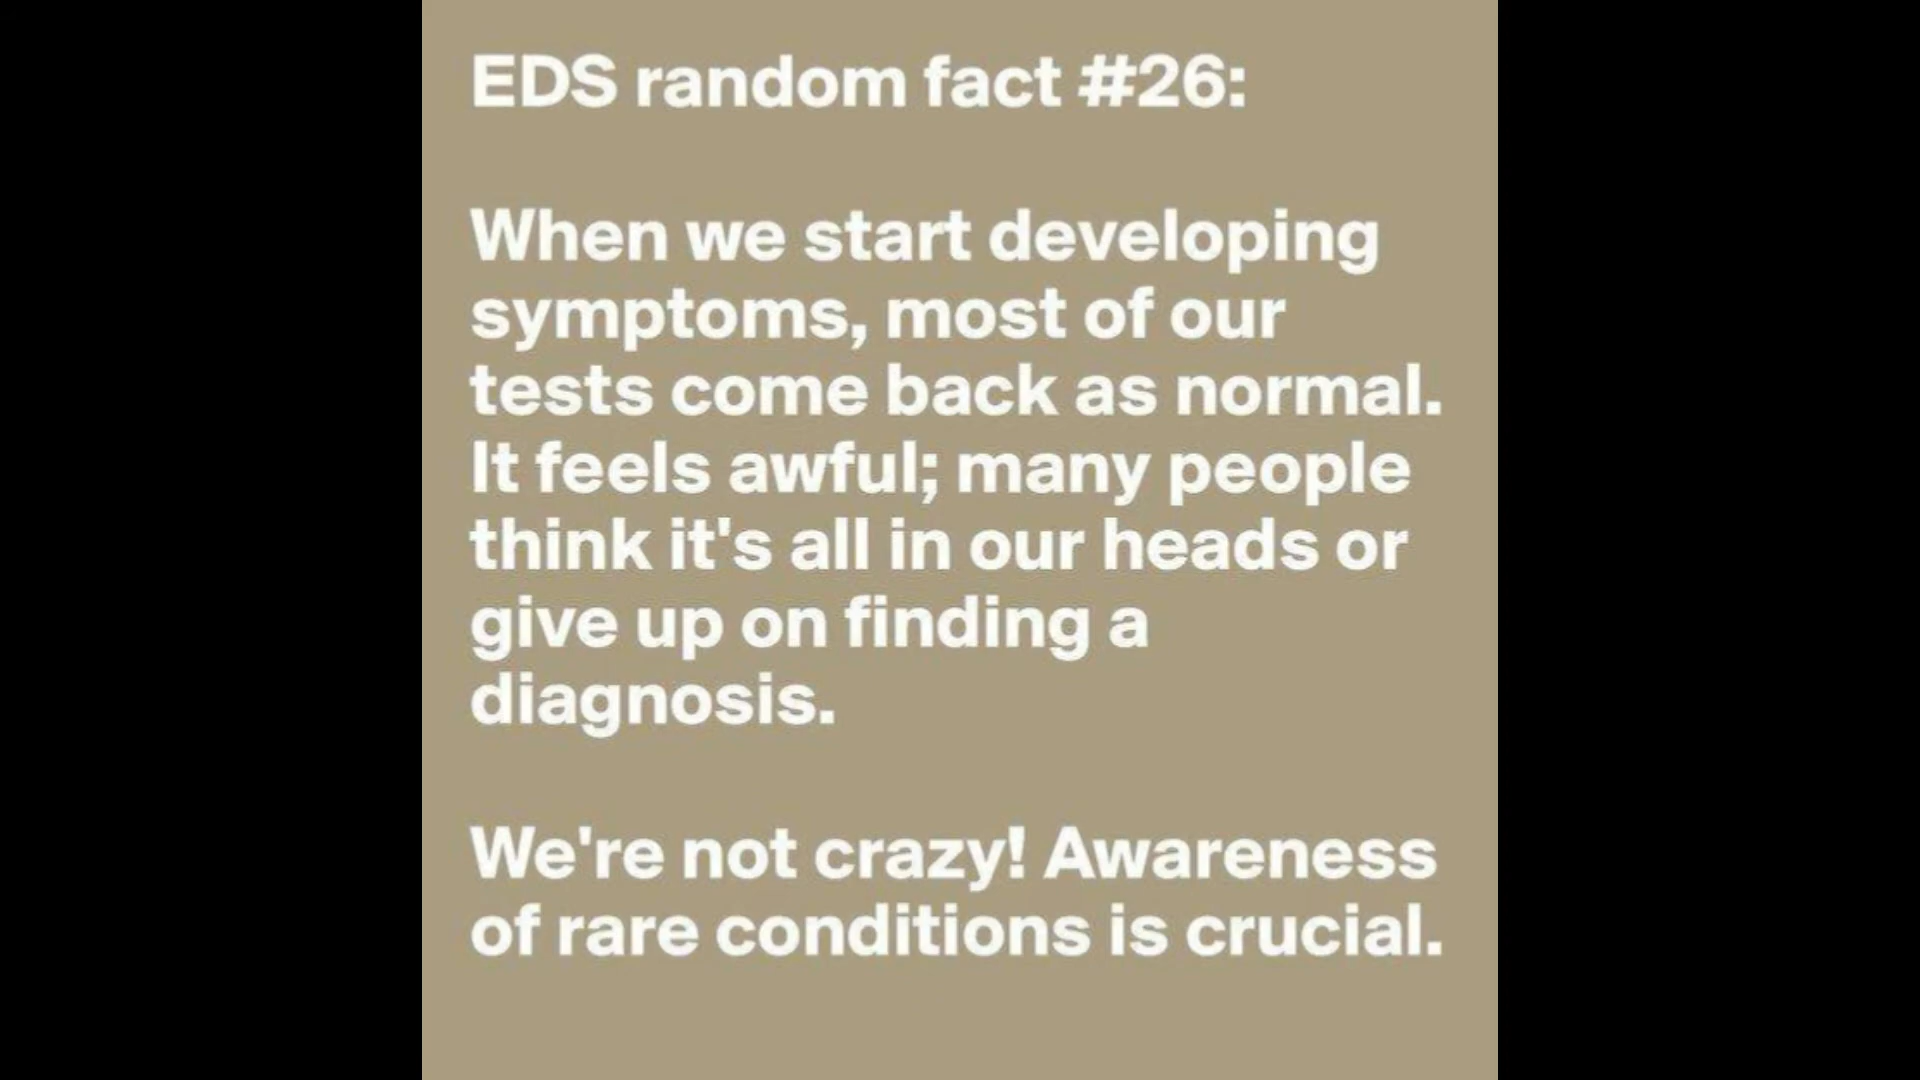 EDS random fact #26:
When we start developing
symptoms, most of our
tests come back as normal.
It feels awful; many people
think it's all in our heads or
give up on finding a
diagnosis.
We're not crazy! Awareness
of rare conditions is crucial.